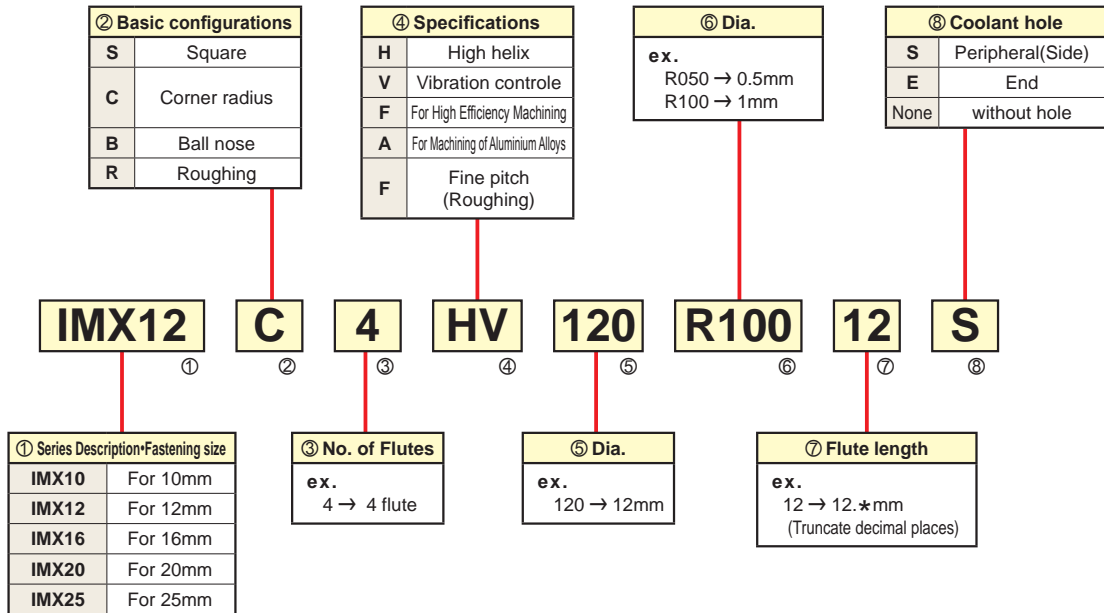 ② Basic configurations
S Square
C Corner radius
B Ball nose
R Roughing
④ Specifications
H High helix
V Vibration controle
F For High Efficiency Machining
A For Machining of Aluminium Alloys
F Fine pitch
(Roughing)
⑥ Dia.
ex.
R050 → 0.5mm
R100 → 1mm
⑧ Coolant hole
S Peripheral(Side)
E End
None without hole
IMX12 C 4 HV 120 R100 12 S
① ② ③ ④ ⑤ ⑥ ⑦ ⑧
① Series Description•Fastening size
IMX10 For 10mm
IMX12 For 12mm
IMX16 For 16mm
IMX20 For 20mm
IMX25 For 25mm
③ No. of Flutes
ex.
4 → 4 flute
⑤ Dia.
ex.
120 → 12mm
⑦ Flute length
ex.
12 → 12.*mm
(Truncate decimal places)